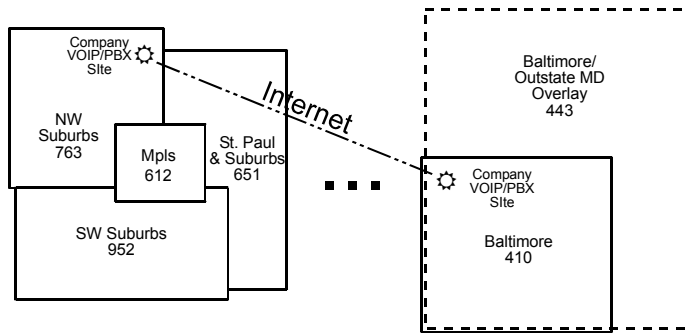 Company
VOIP/PBX
SIte
NW
Suburbs
763
Mpls
612
St. Paul
& Suburbs
651
SW Suburbs
952
Internet
Baltimore/
Outstate MD
Overlay
443
Company
VOIP/PBX
SIte
Baltimore
410